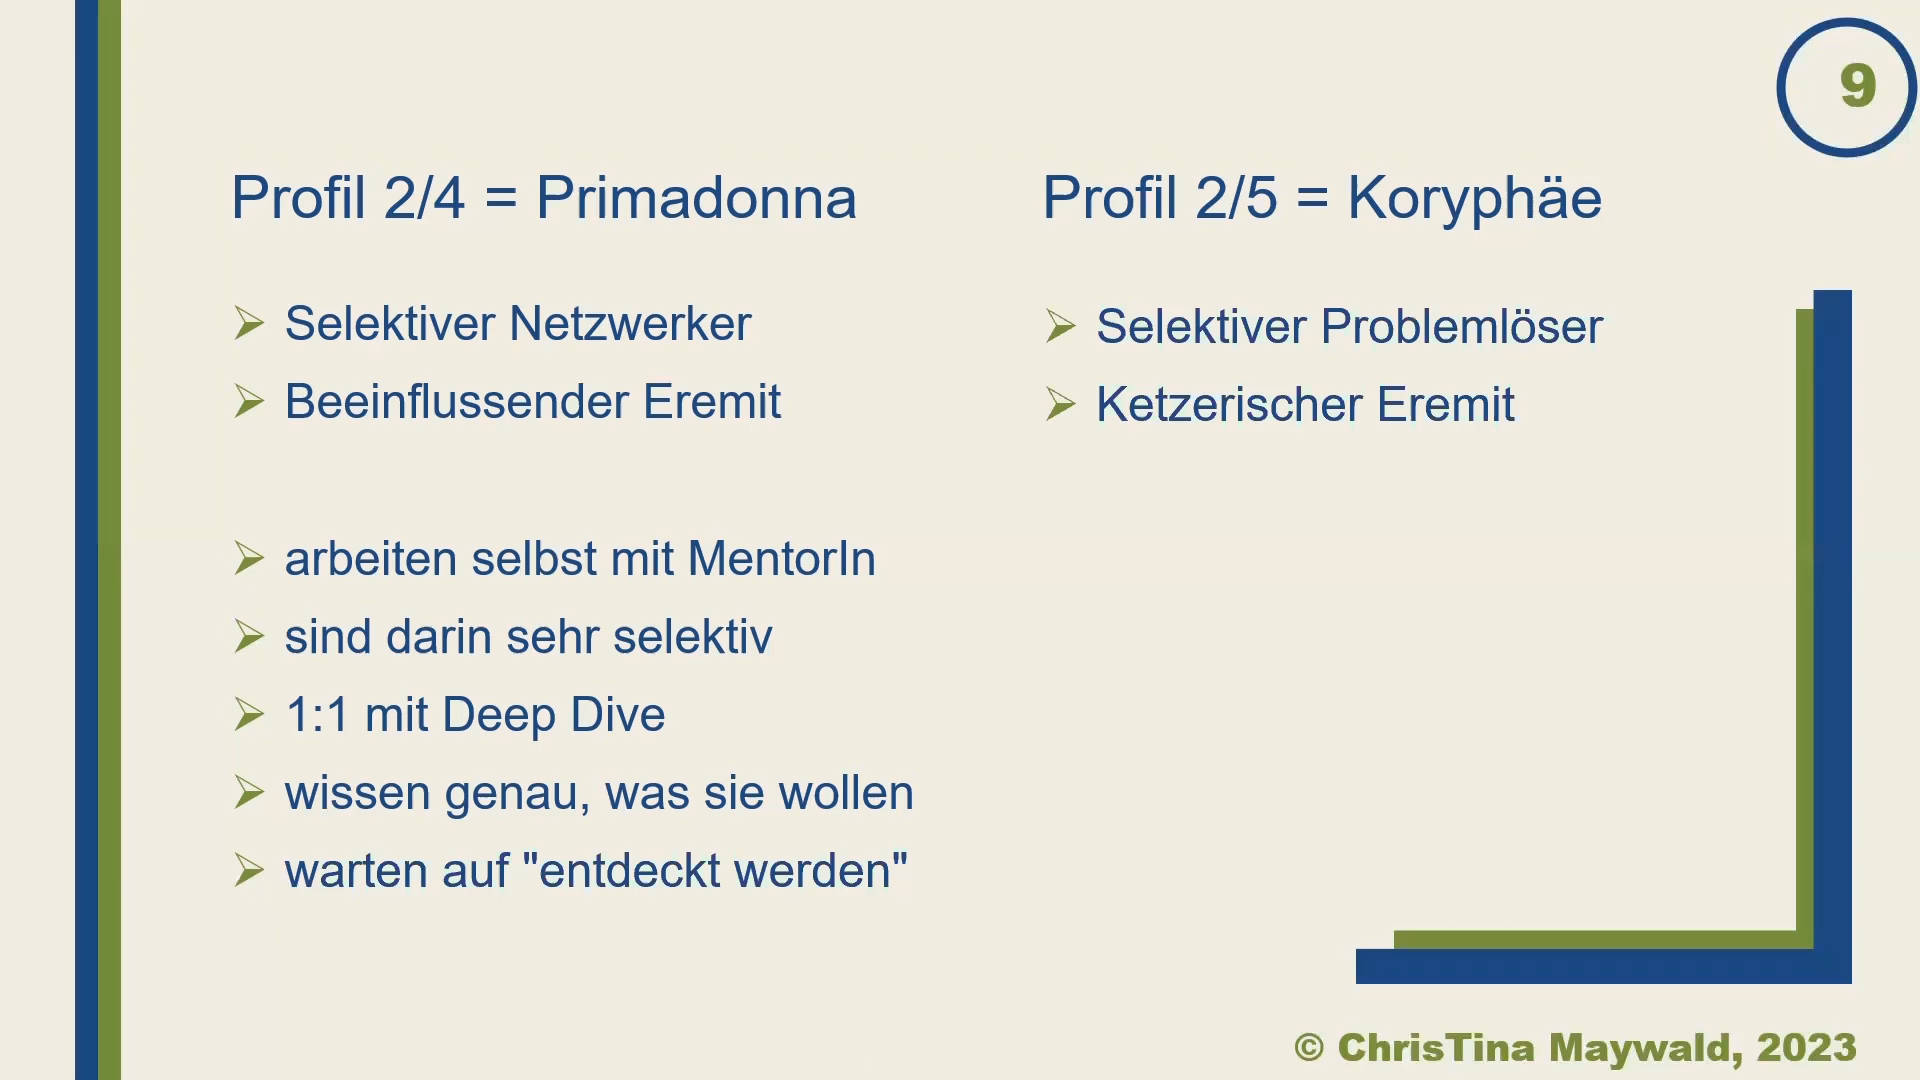 9
Profil 2/4 = Primadonna
Selektiver Netzwerker
Beeinflussender Eremit
arbeiten selbst mit MentorIn
sind darin sehr selektiv
1:1 mit Deep Dive
wissen genau, was sie wollen
warten auf "entdeckt werden"
Profil 2/5 = Koryphäe
Selektiver Problemlöser
Ketzerischer Eremit
© ChrisTina Maywald, 2023